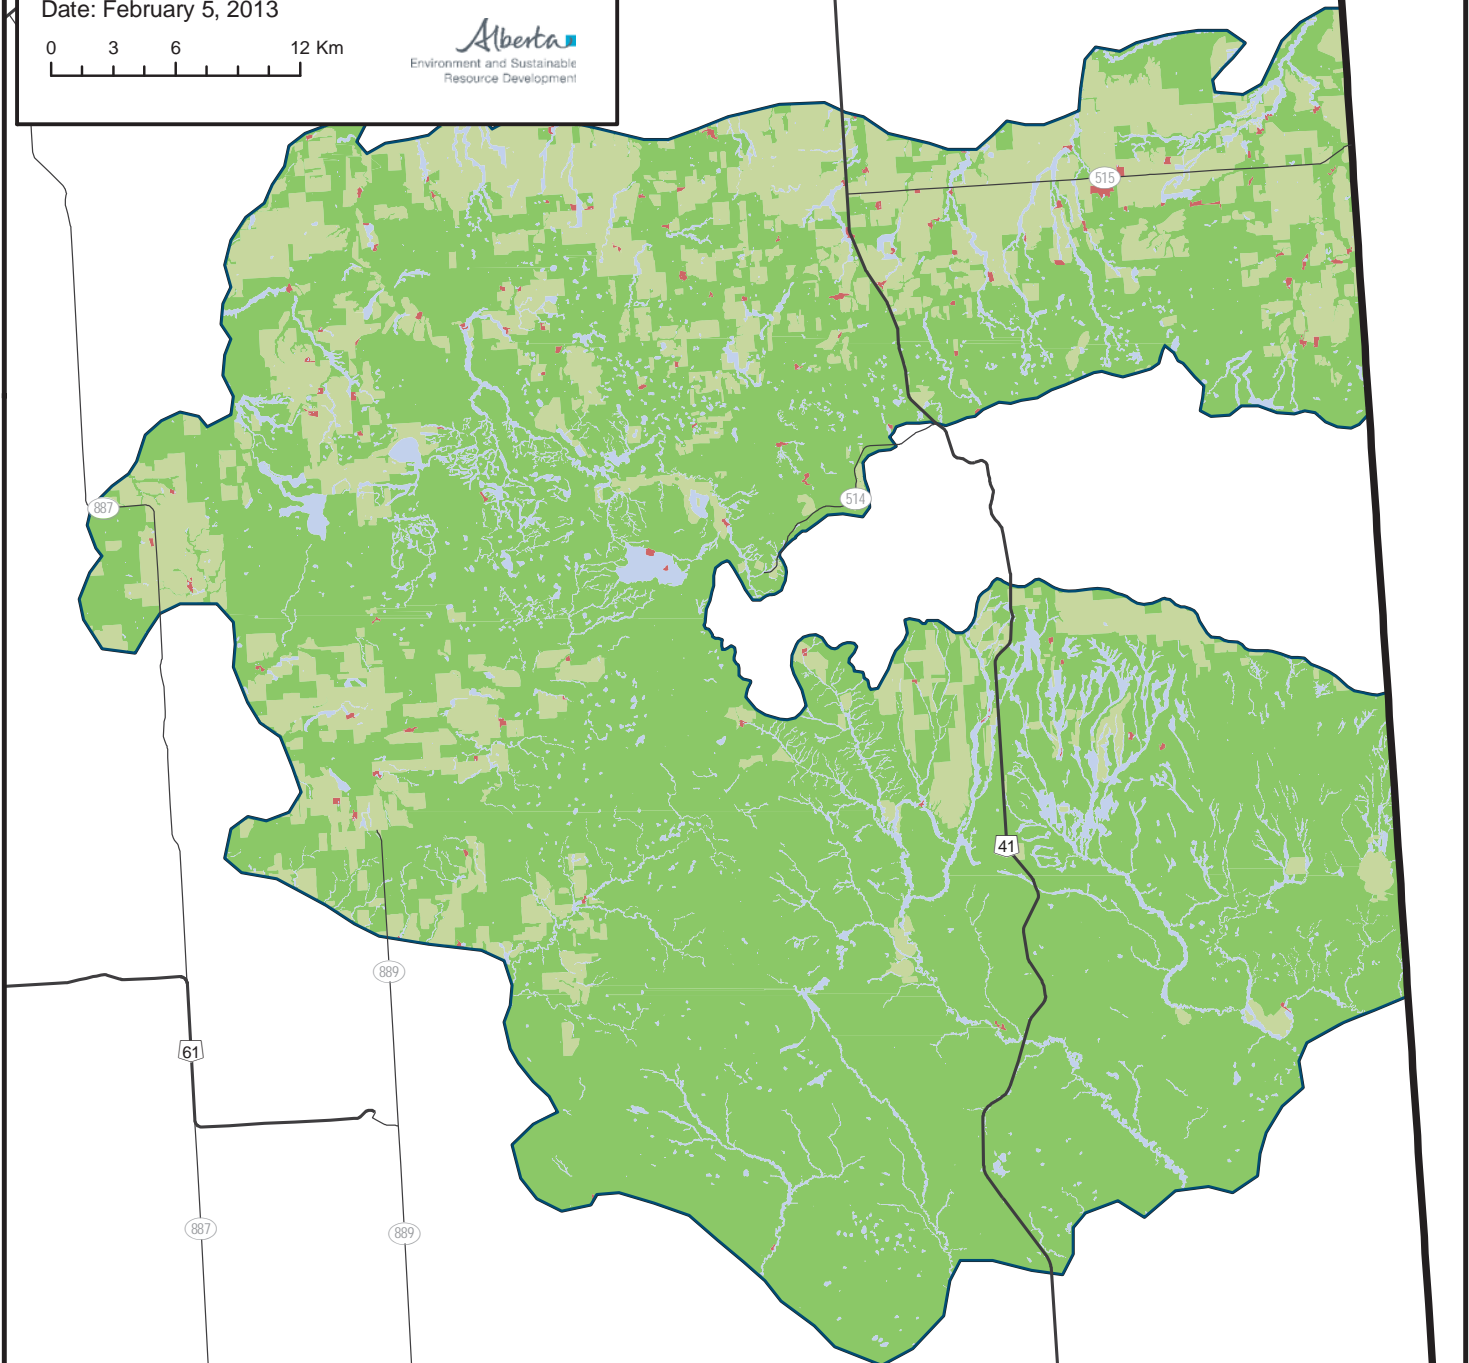 Date: February 5, 2013
0 3 6 12 Km
Alberta
Environment and Sustainable
Resource Development
515
887
514
41
889
61
887
889